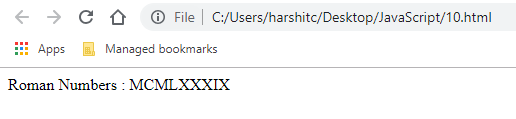 File | C:/Users/harshitc/Desktop/JavaScript/10.html
Apps Managed bookmarks
Roman Numbers : MCMLXXXIX